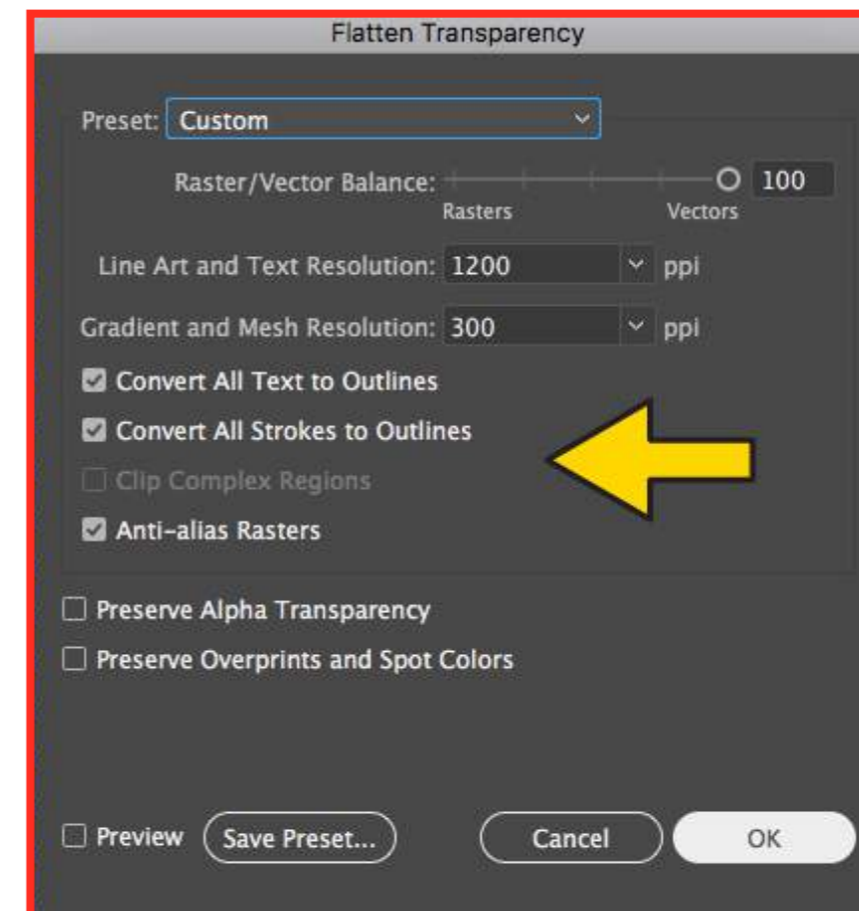 Flatten Transparency
Preset: Custom
Raster/Vector Balance: 100
Rasters Vectors
Line Art and Text Resolution: 1200 ppi
Gradient and Mesh Resolution: 300 ppi
Convert All Text to Outlines
Convert All Strokes to Outlines
Clip Complex Regions
Anti-alias Rasters
Preserve Alpha Transparency
Preserve Overprints and Spot Colors
Preview Save Preset... Cancel OK